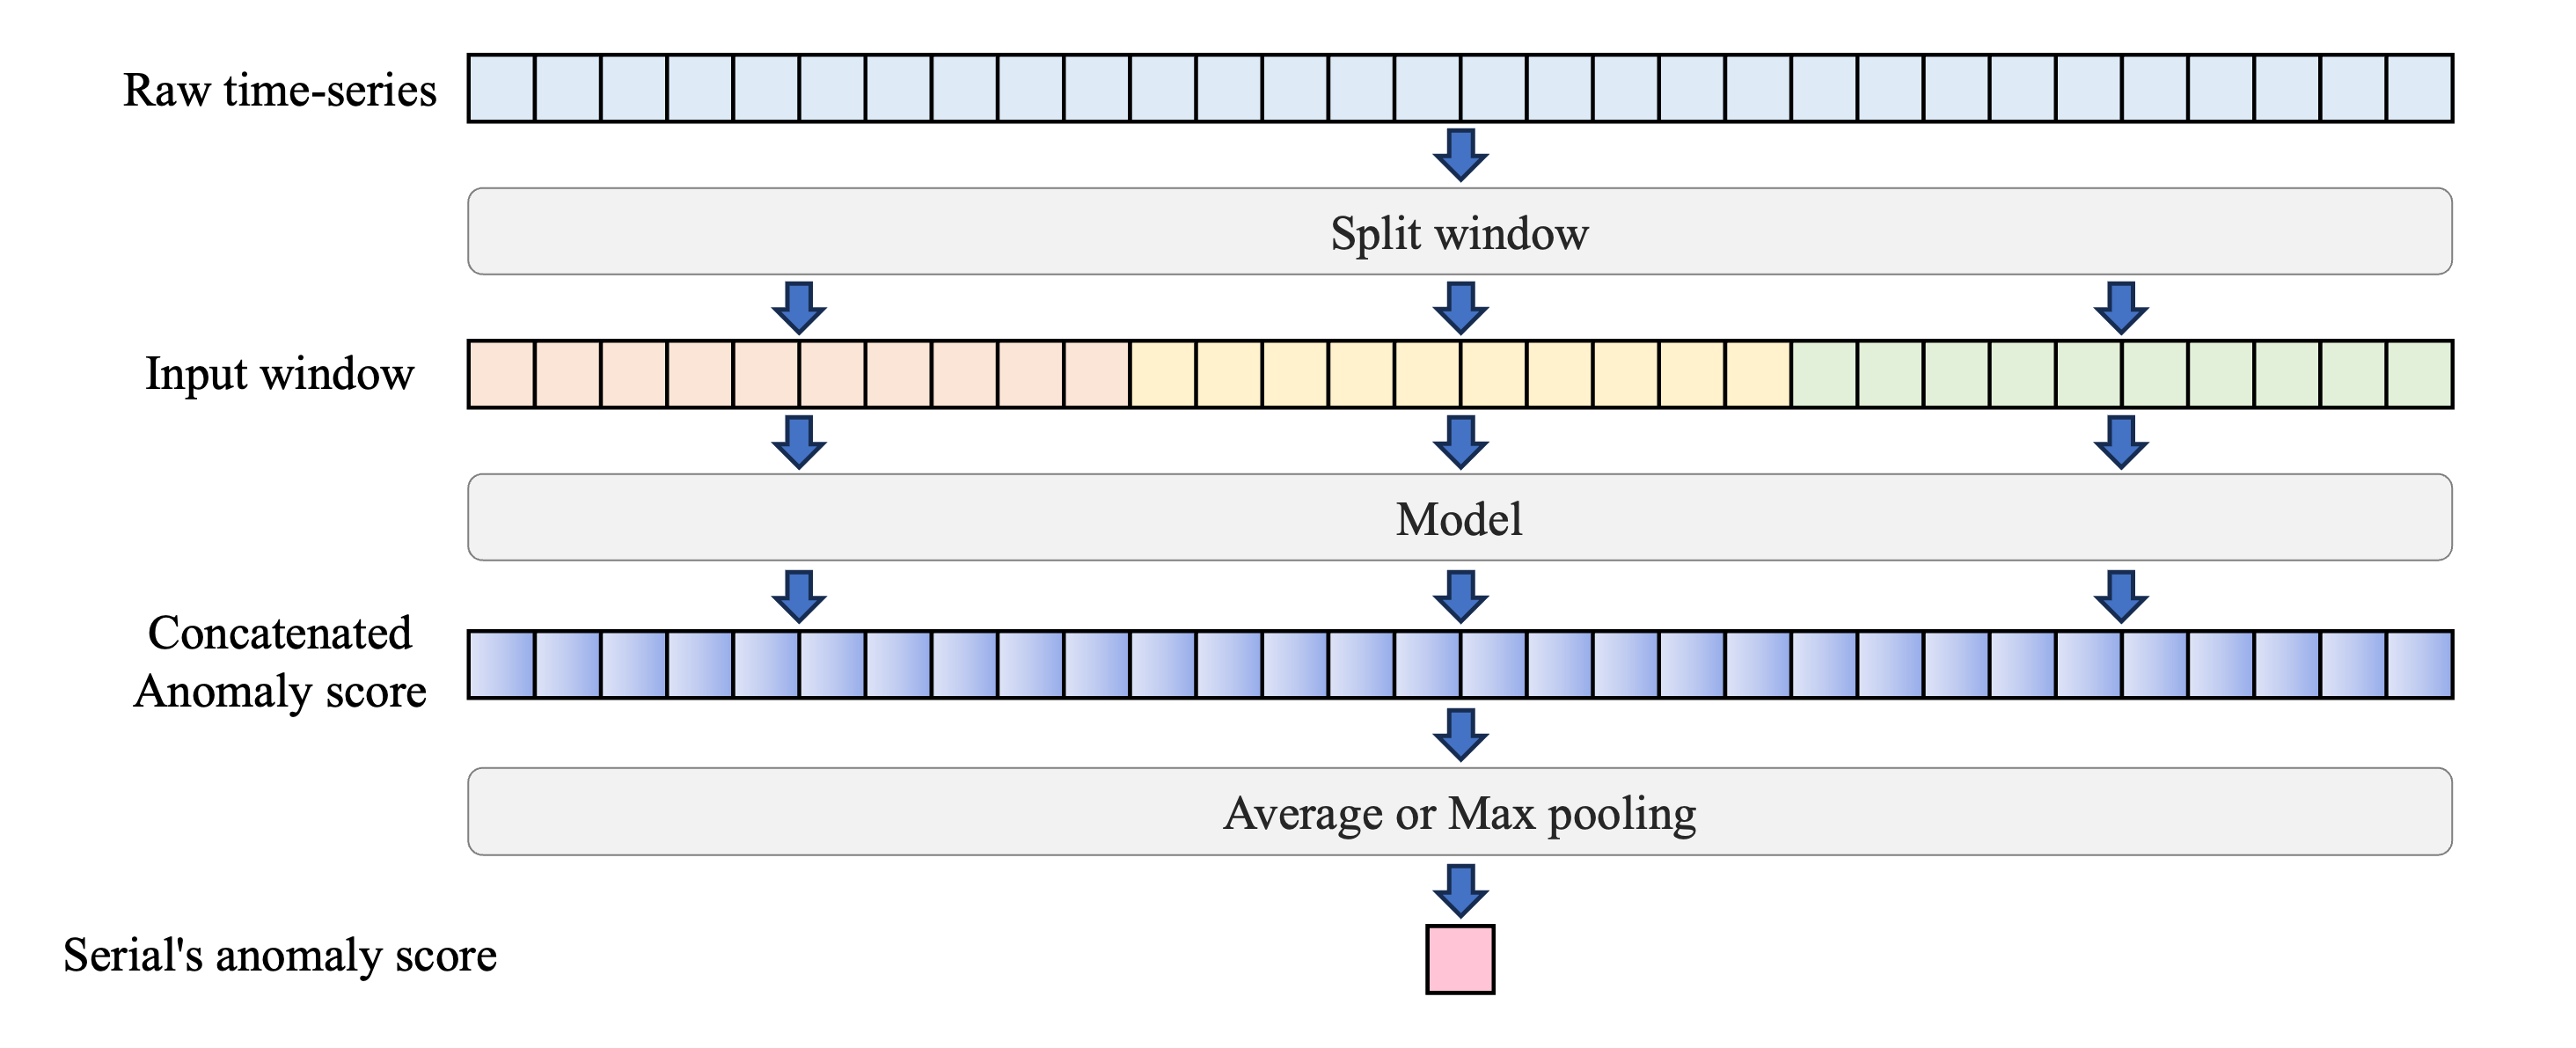 Raw time-series
Split window
Input window
Model
Concatenated
Anomaly score
Average or Max pooling
Serial's anomaly score